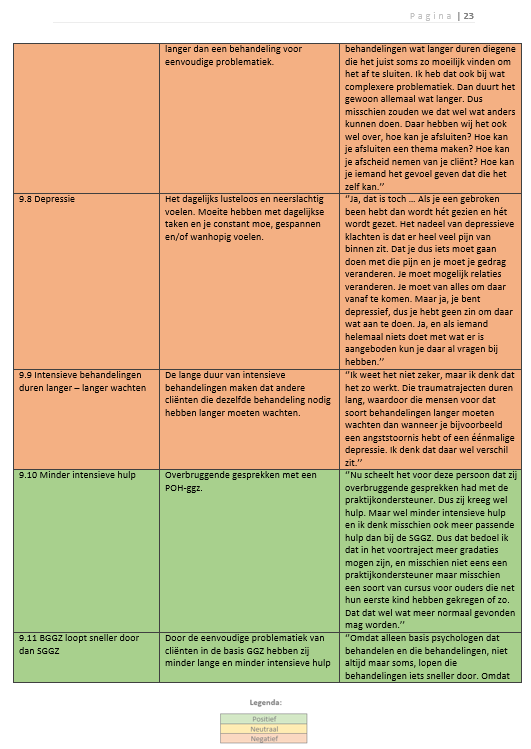 Pagina | 23
langer dan een behandeling voor
eenvoudige problematiek.
behandelingen wat langer duren diegene
die het juist soms zo moeilijk vinden om
het af te sluiten. Ik heb dat ook bij wat
complexere problematiek. Dan duurt het
gewoon allemaal wat langer. Dus
misschien zouden we dat wel wat anders
kunnen doen. Daar hebben wij het ook
wel over, hoe kan je afsluiten? Hoe kan
je afsluiten een thema maken? Hoe kan
je afscheid nemen van je cliënt? Hoe kan
je iemand het gevoel geven dat die het
zelf kan.’’
9.8 Depressie
Het dagelijks lusteloos en neerslachtig
voelen. Moeite hebben met dagelijkse
taken en je constant moe, gespannen
en/of wanhopig voelen.
‘’Ja, dat is toch … Als je een gebroken
been hebt dan wordt hét gezien en hét
wordt gezet. Het nadeel van depressieve
klachten is dat er heel veel pijn van
binnen zit. Dat je dus iets moet gaan
doen met die pijn en je moet je gedrag
veranderen. Je moet mogelijk relaties
veranderen. Je moet van alles om daar
vanaf te komen. Maar ja, je bent
depressief, dus je hebt geen zin om daar
wat aan te doen. Ja, en als iemand
helemaal niets doet met wat er is
aangeboden kun je daar al vragen bij
hebben.’’
9.9 Intensieve behandelingen
duren langer – langer wachten
De lange duur van intensieve
behandelingen maken dat andere
cliënten die dezelfde behandeling nodig
hebben langer moeten wachten.
‘’Ik weet het niet zeker, maar ik denk dat
het zo werkt. Die traumatrajecten duren
lang, waardoor die mensen voor dat
soort behandelingen langer moeten
wachten dan wanneer je bijvoorbeeld
een angststoornis hebt of een éénmalige
depressie. Ik denk dat daar wel verschil
zit.’’
9.10 Minder intensieve hulp
Overbruggende gesprekken met een
POH-ggz.
‘’Nu scheelt het voor deze persoon dat zij
overbruggende gesprekken had met de
praktijkondersteuner. Dus zij kreeg wel
hulp. Maar wel minder intensieve hulp
en ik denk misschien ook meer passende
hulp dan bij de SGGZ. Dus dat bedoel ik
dat in het voortraject meer gradaties
mogen zijn, en misschien niet eens een
praktijkondersteuner maar misschien
een soort van cursus voor ouders die net
hun eerste kind hebben gekregen of zo.
Dat dat wel wat meer normaal gevonden
mag worden.’’
9.11 BGGZ loopt sneller door
dan SGGZ
Door de eenvoudige problematiek van
cliënten in de basis GGZ hebben zij
minder lange en minder intensieve hulp
‘’Omdat alleen basis psychologen dat
behandelen en die behandelingen, niet
altijd maar soms, lopen die
behandelingen iets sneller door. Omdat
Legenda:
Positief
Neutraal
Negatief